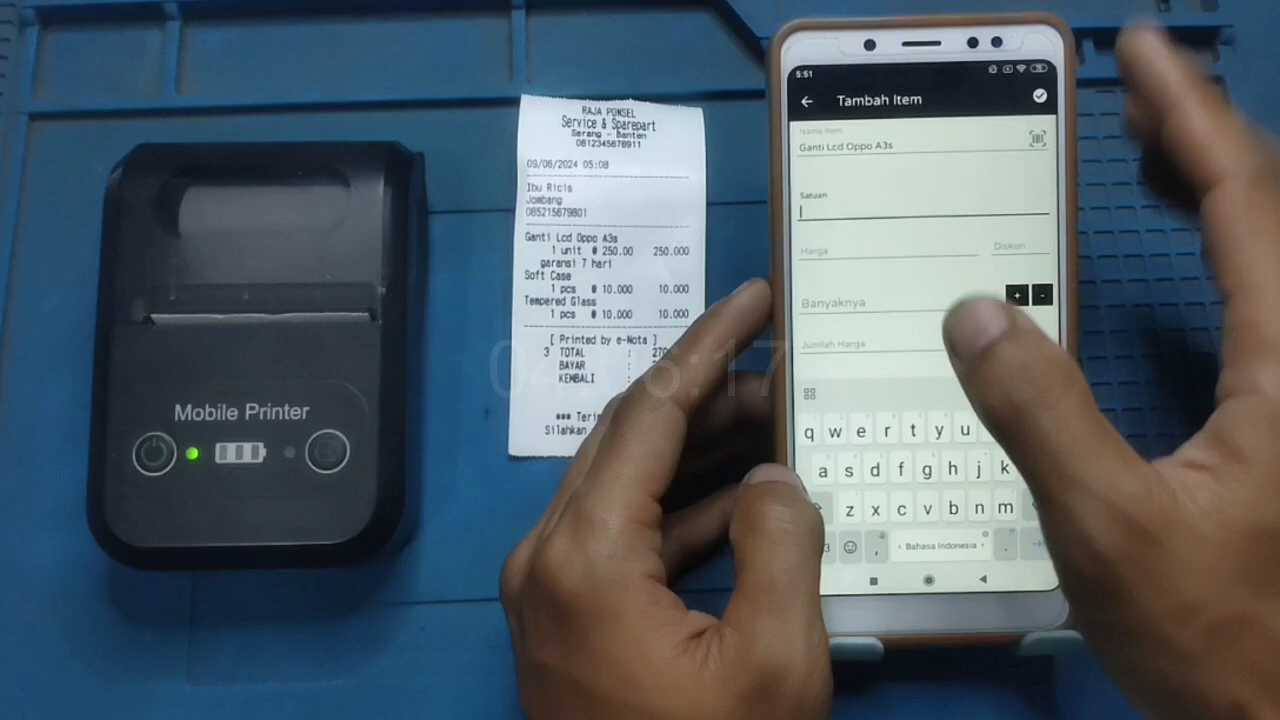 Mobile Printer
RAJA PONSEL
Service & Sparepart
Serang - Banten
0812345678911
09/08/2024 05:08
Ibu Ricis
Jombang
085215679801
Ganti Lcd Oppo A3s
1 unit @ 250.00 250.000
garansi 7 hari
Soft Case
1 pcs @ 10.000 10.000
Tempered Glass
1 pcs @ 10.000 10.000
[ Printed by e-Nota ]
3 TOTAL :
BAYAR :
KEMBALI :
***
Silahkan
5:51
Tambah Item
Nama Item
Ganti Lcd Oppo A3s
Satuan
Harga Diskon
Banyaknya + -
Jumlah Harga
q w e r t y u
a s d f g h j k
z x c v b n m
, < Bahasa Indonesia > .